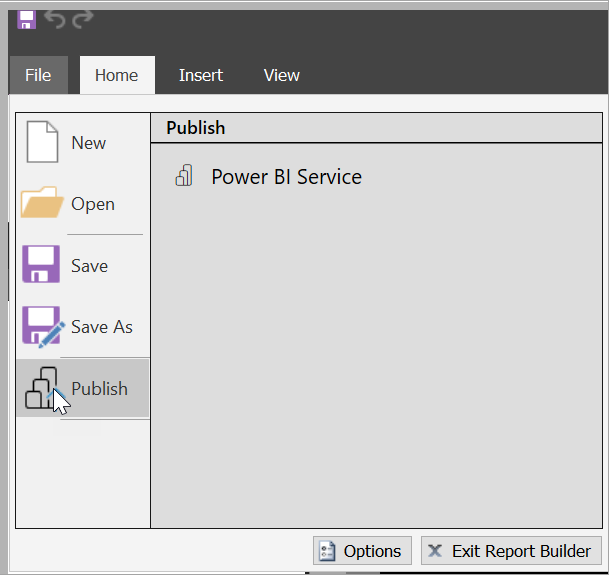 File Home Insert View
New
Open
Save
Save As
Publish
Publish
Power BI Service
Options Exit Report Builder